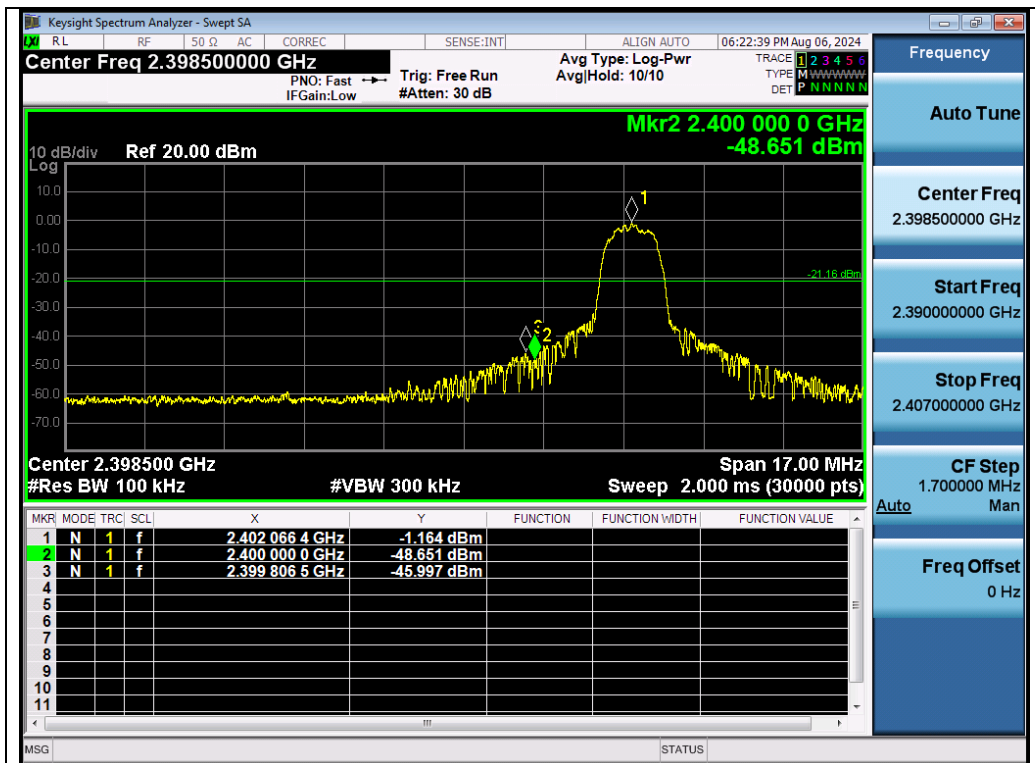 Keysight Spectrum Analyzer - Swept SA
LXI RL RF 50 Ω AC CORREC SENSE:INT ALIGN AUTO 06:22:39 PM Aug 06, 2024
Center Freq 2.398500000 GHz
PNO: Fast
IFGain:Low
Trig: Free Run
#Atten: 30 dB
Avg Type: Log-Pwr
Avg|Hold: 10/10
TRACE 1 2 3 4 5 6
TYPE M W W W W W
DET P N N N N N
Mkr2 2.400 000 0 GHz
-48.651 dBm
10 dB/div Ref 20.00 dBm
Log
10.0
0.00
-10.0
-20.0
-30.0
-40.0
-50.0
-60.0
-70.0
1
-21.16 dBm
3
2
Center 2.398500 GHz Span 17.00 MHz
#Res BW 100 kHz #VBW 300 kHz Sweep 2.000 ms (30000 pts)
MKR MODE TRC SCL X Y FUNCTION FUNCTION WIDTH FUNCTION VALUE
1 N 1 f 2.402 066 4 GHz -1.164 dBm
2 N 1 f 2.400 000 0 GHz -48.651 dBm
3 N 1 f 2.399 806 5 GHz -45.997 dBm
4
5
6
7
8
9
10
11
MSG STATUS
Frequency
Auto Tune
Center Freq
2.398500000 GHz
Start Freq
2.390000000 GHz
Stop Freq
2.407000000 GHz
CF Step
1.700000 MHz
Auto Man
Freq Offset
0 Hz